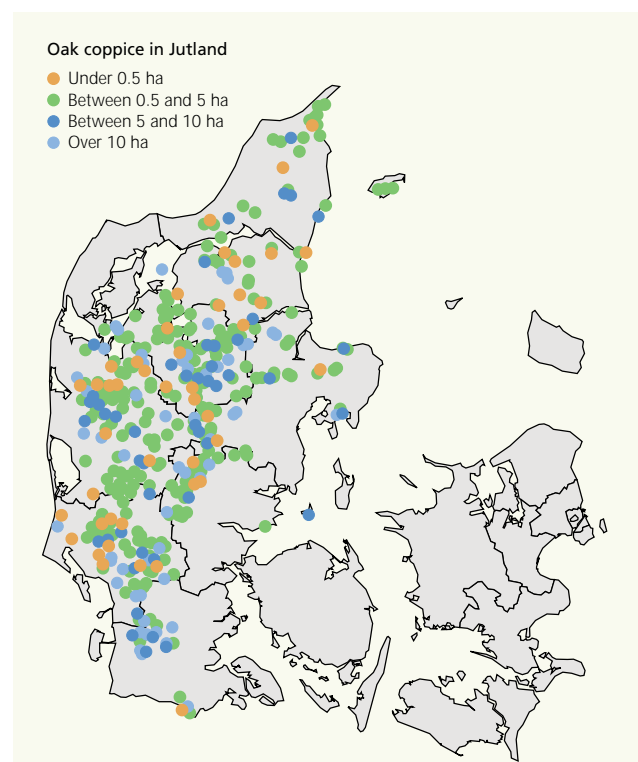 Oak coppice in Jutland
Under 0.5 ha
Between 0.5 and 5 ha
Between 5 and 10 ha
Over 10 ha